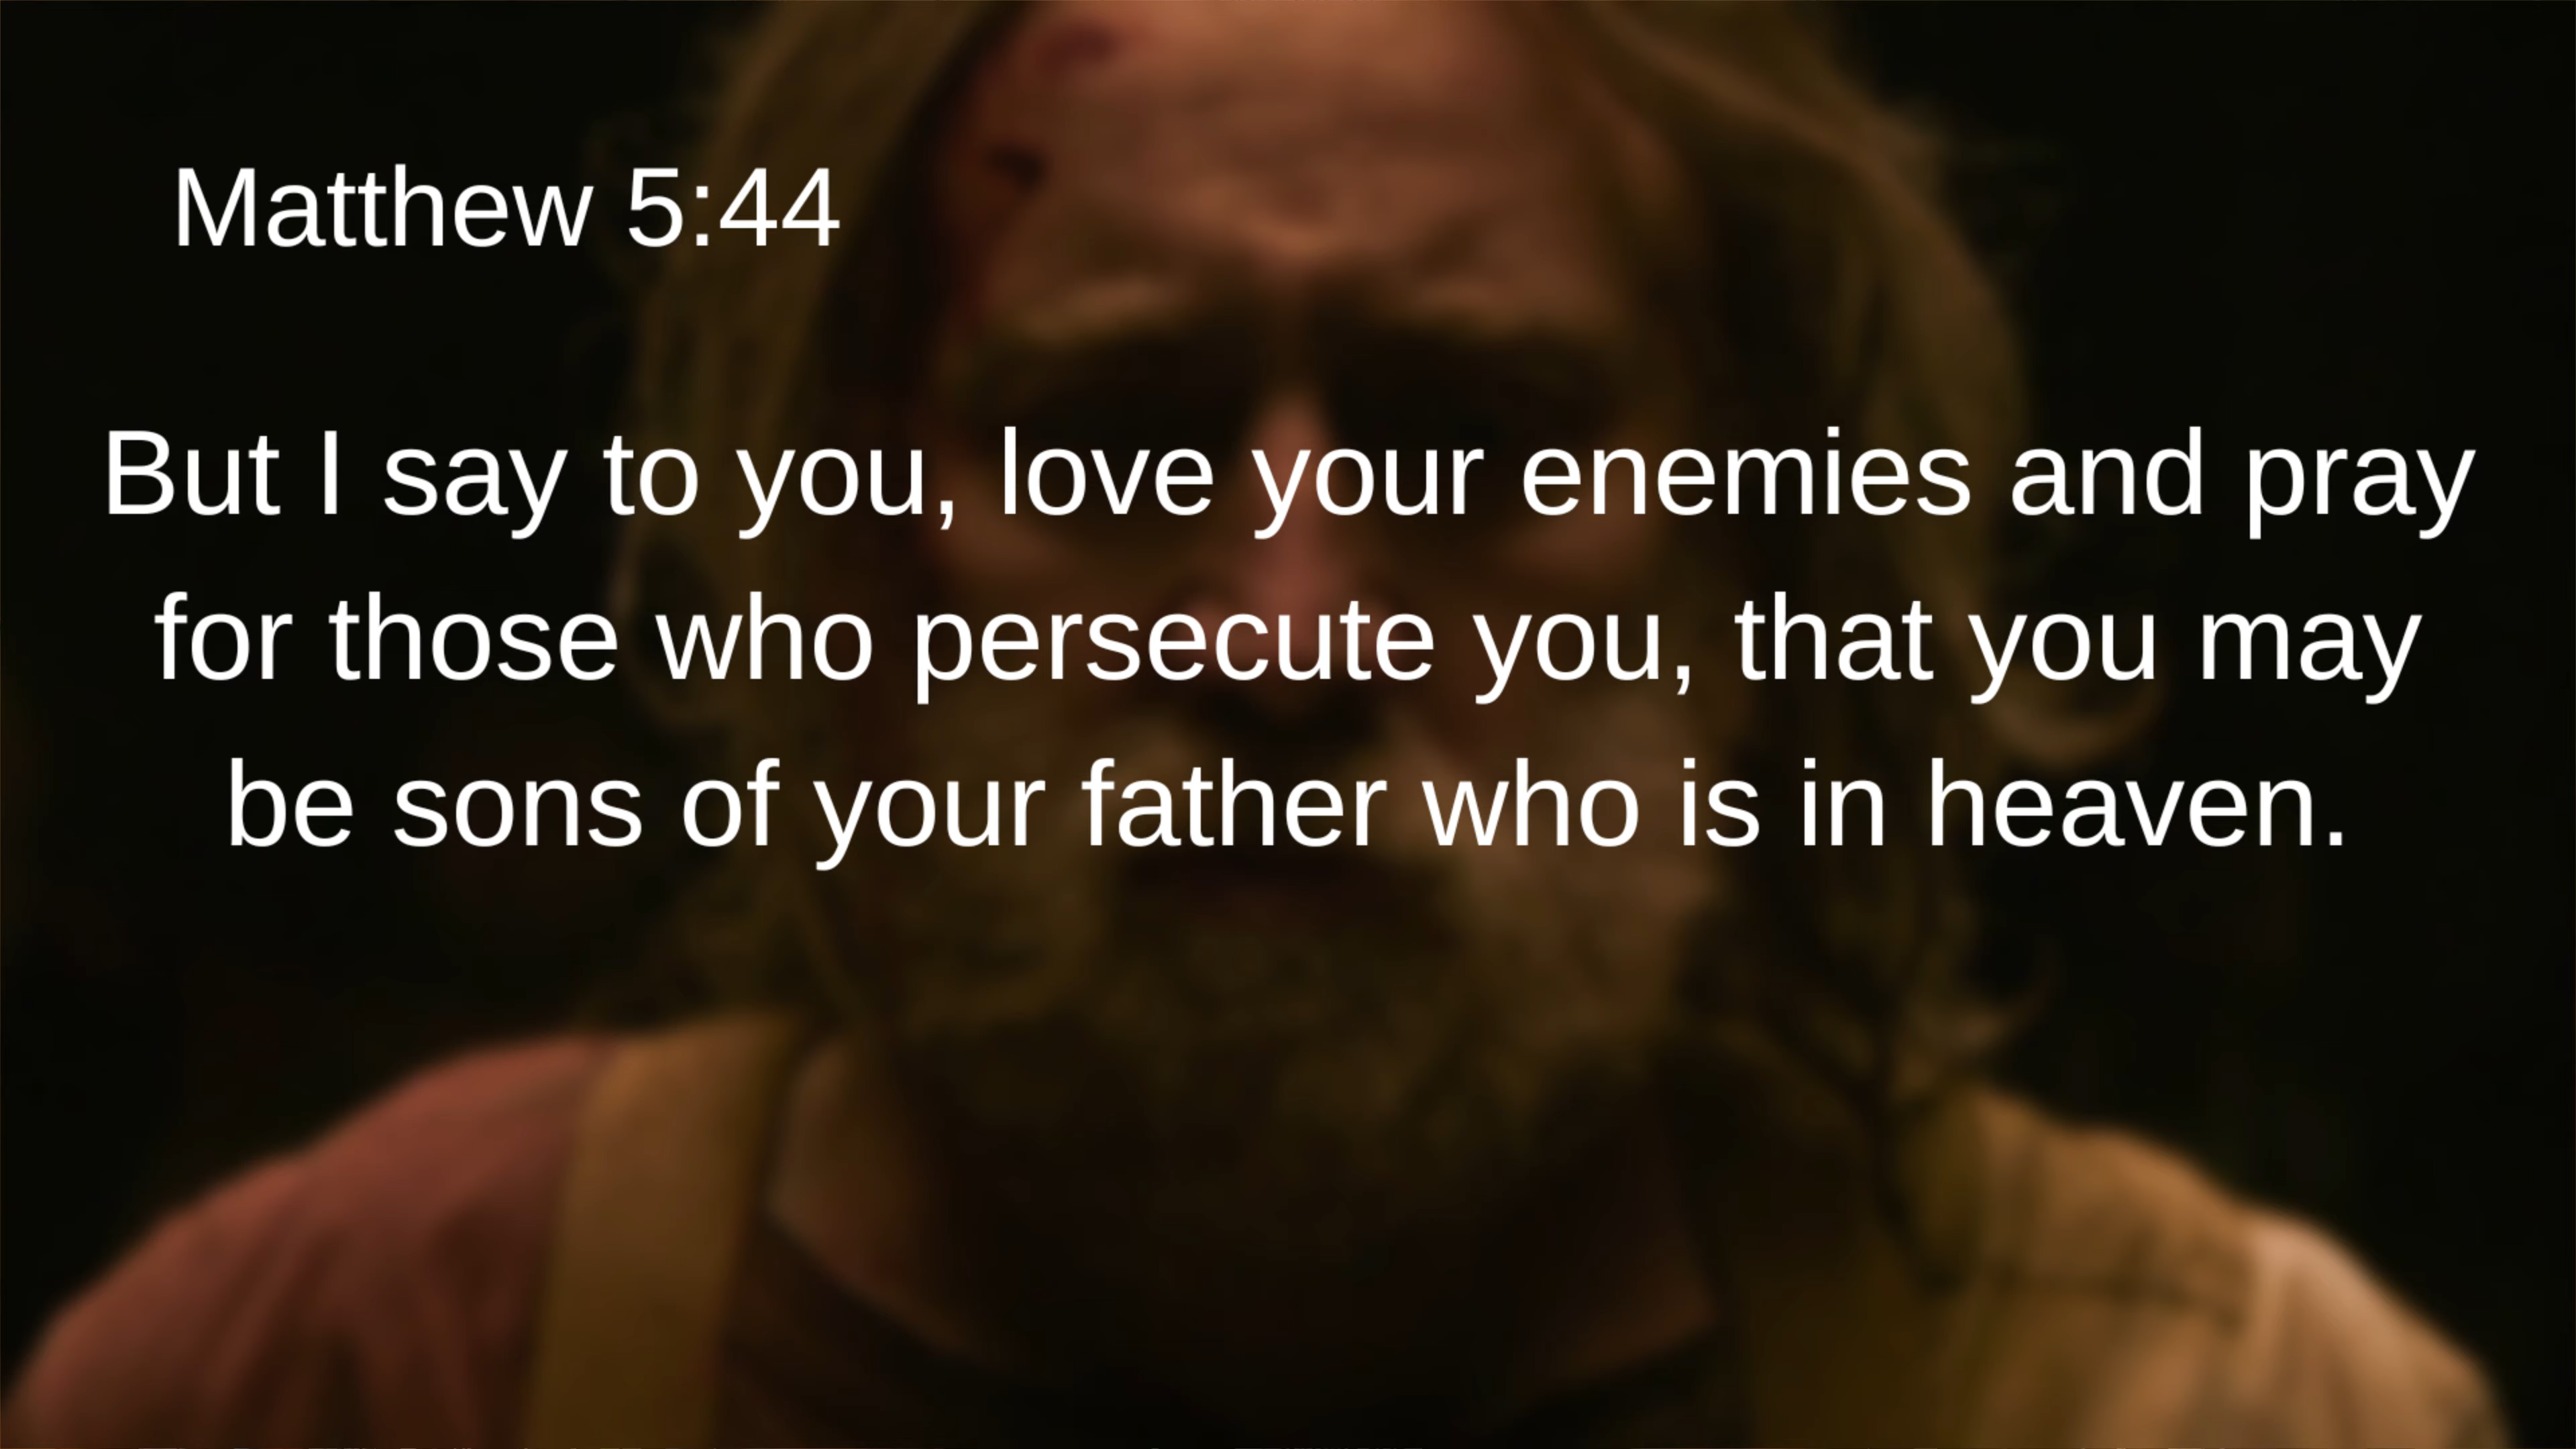 Matthew 5:44
But I say to you, love your enemies and pray
for those who persecute you, that you may
be sons of your father who is in heaven.